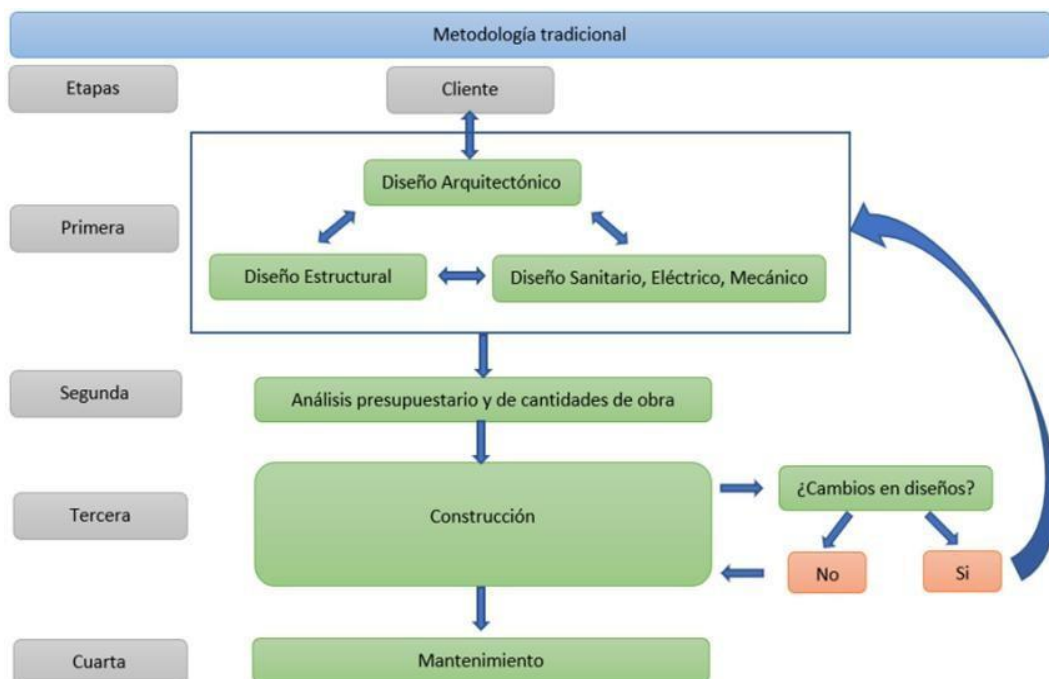 Metodología tradicional
Etapas
Cliente
Primera
Diseño Arquitectónico
Diseño Estructural
Diseño Sanitario, Eléctrico, Mecánico
Segunda
Análisis presupuestario y de cantidades de obra
Tercera
Construcción
¿Cambios en diseños?
No
Si
Cuarta
Mantenimiento